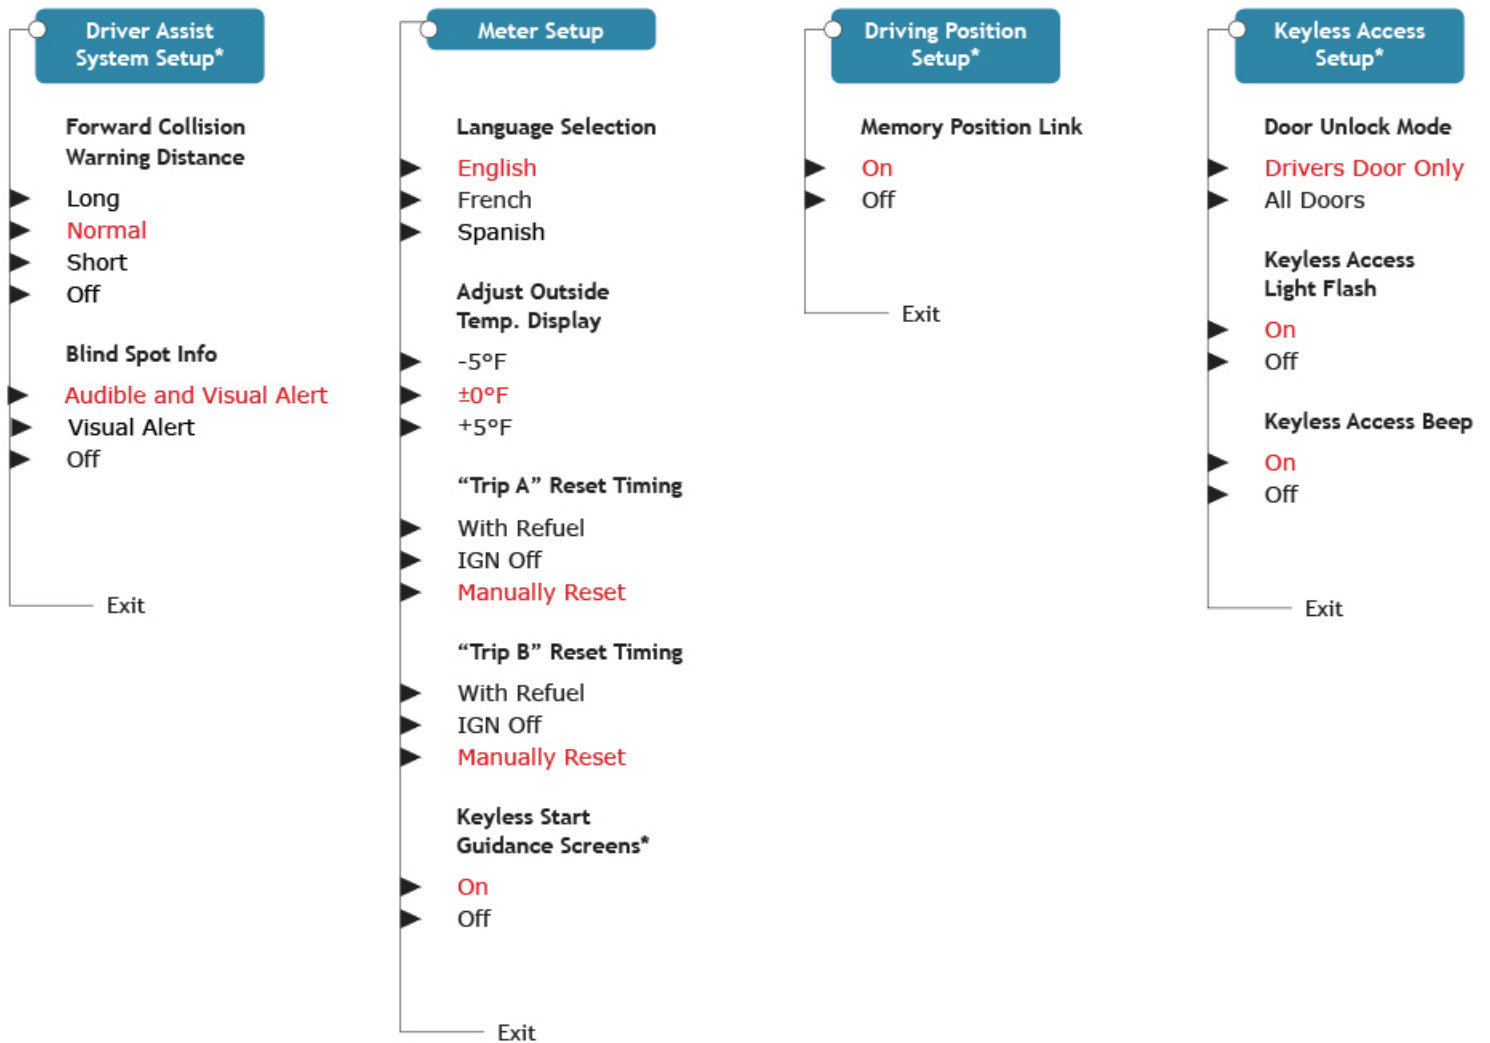 Driver Assist
System Setup*
Forward Collision
Warning Distance
Long
Normal
Short
Off
Blind Spot Info
Audible and Visual Alert
Visual Alert
Off
Exit
Meter Setup
Language Selection
English
French
Spanish
Adjust Outside
Temp. Display
-5°F
±0°F
+5°F
“Trip A” Reset Timing
With Refuel
IGN Off
Manually Reset
“Trip B” Reset Timing
With Refuel
IGN Off
Manually Reset
Keyless Start
Guidance Screens*
On
Off
Exit
Driving Position
Setup*
Memory Position Link
On
Off
Exit
Keyless Access
Setup*
Door Unlock Mode
Drivers Door Only
All Doors
Keyless Access
Light Flash
On
Off
Keyless Access Beep
On
Off
Exit